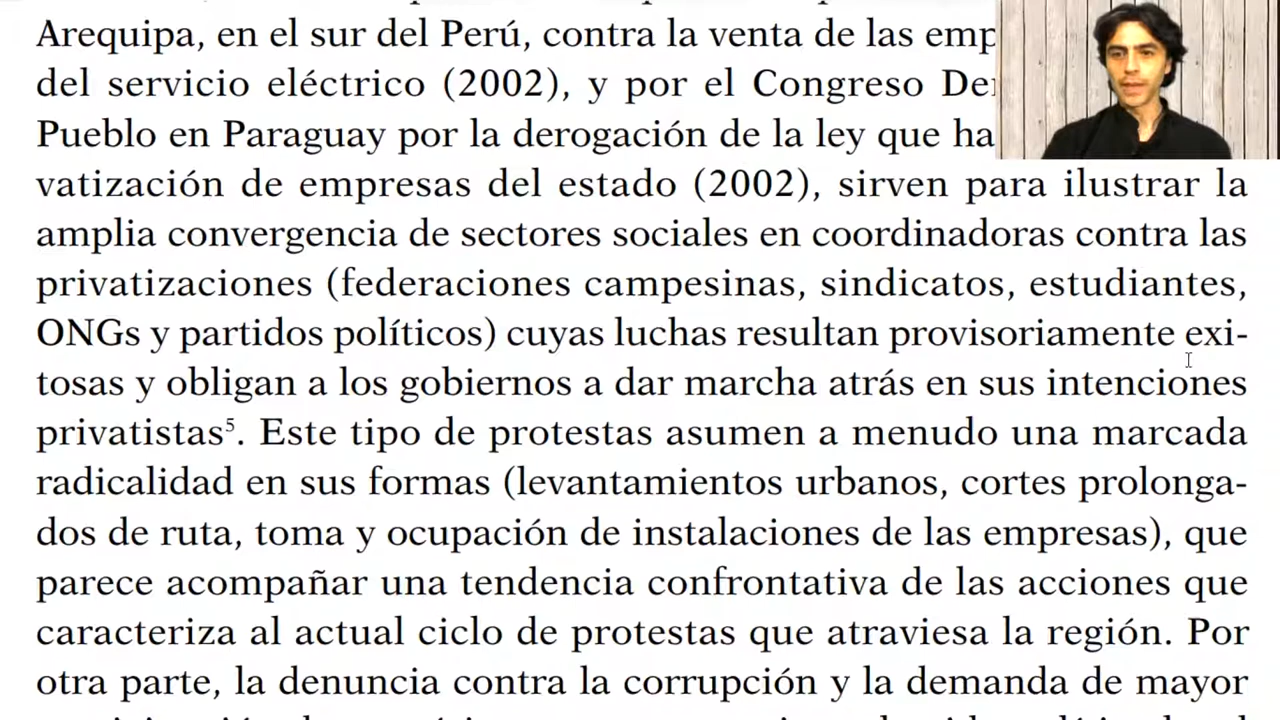 Arequipa, en el sur del Perú, contra la venta de las
del servicio eléctrico (2002), y por el Congreso
Pueblo en Paraguay por la derogación de la ley que
vatización de empresas del estado (2002), sirven para ilustrar la
amplia convergencia de sectores sociales en coordinadoras contra las
privatizaciones (federaciones campesinas, sindicatos, estudiantes,
ONGs y partidos políticos) cuyas luchas resultan provisoriamente exi-
tosas y obligan a los gobiernos a dar marcha atrás en sus intenciones
privatistas⁵. Este tipo de protestas asumen a menudo una marcada
radicalidad en sus formas (levantamientos urbanos, cortes prolonga-
dos de ruta, toma y ocupación de instalaciones de las empresas), que
parece acompañar una tendencia confrontativa de las acciones que
caracteriza al actual ciclo de protestas que atraviesa la región. Por
otra parte, la denuncia contra la corrupción y la demanda de mayor